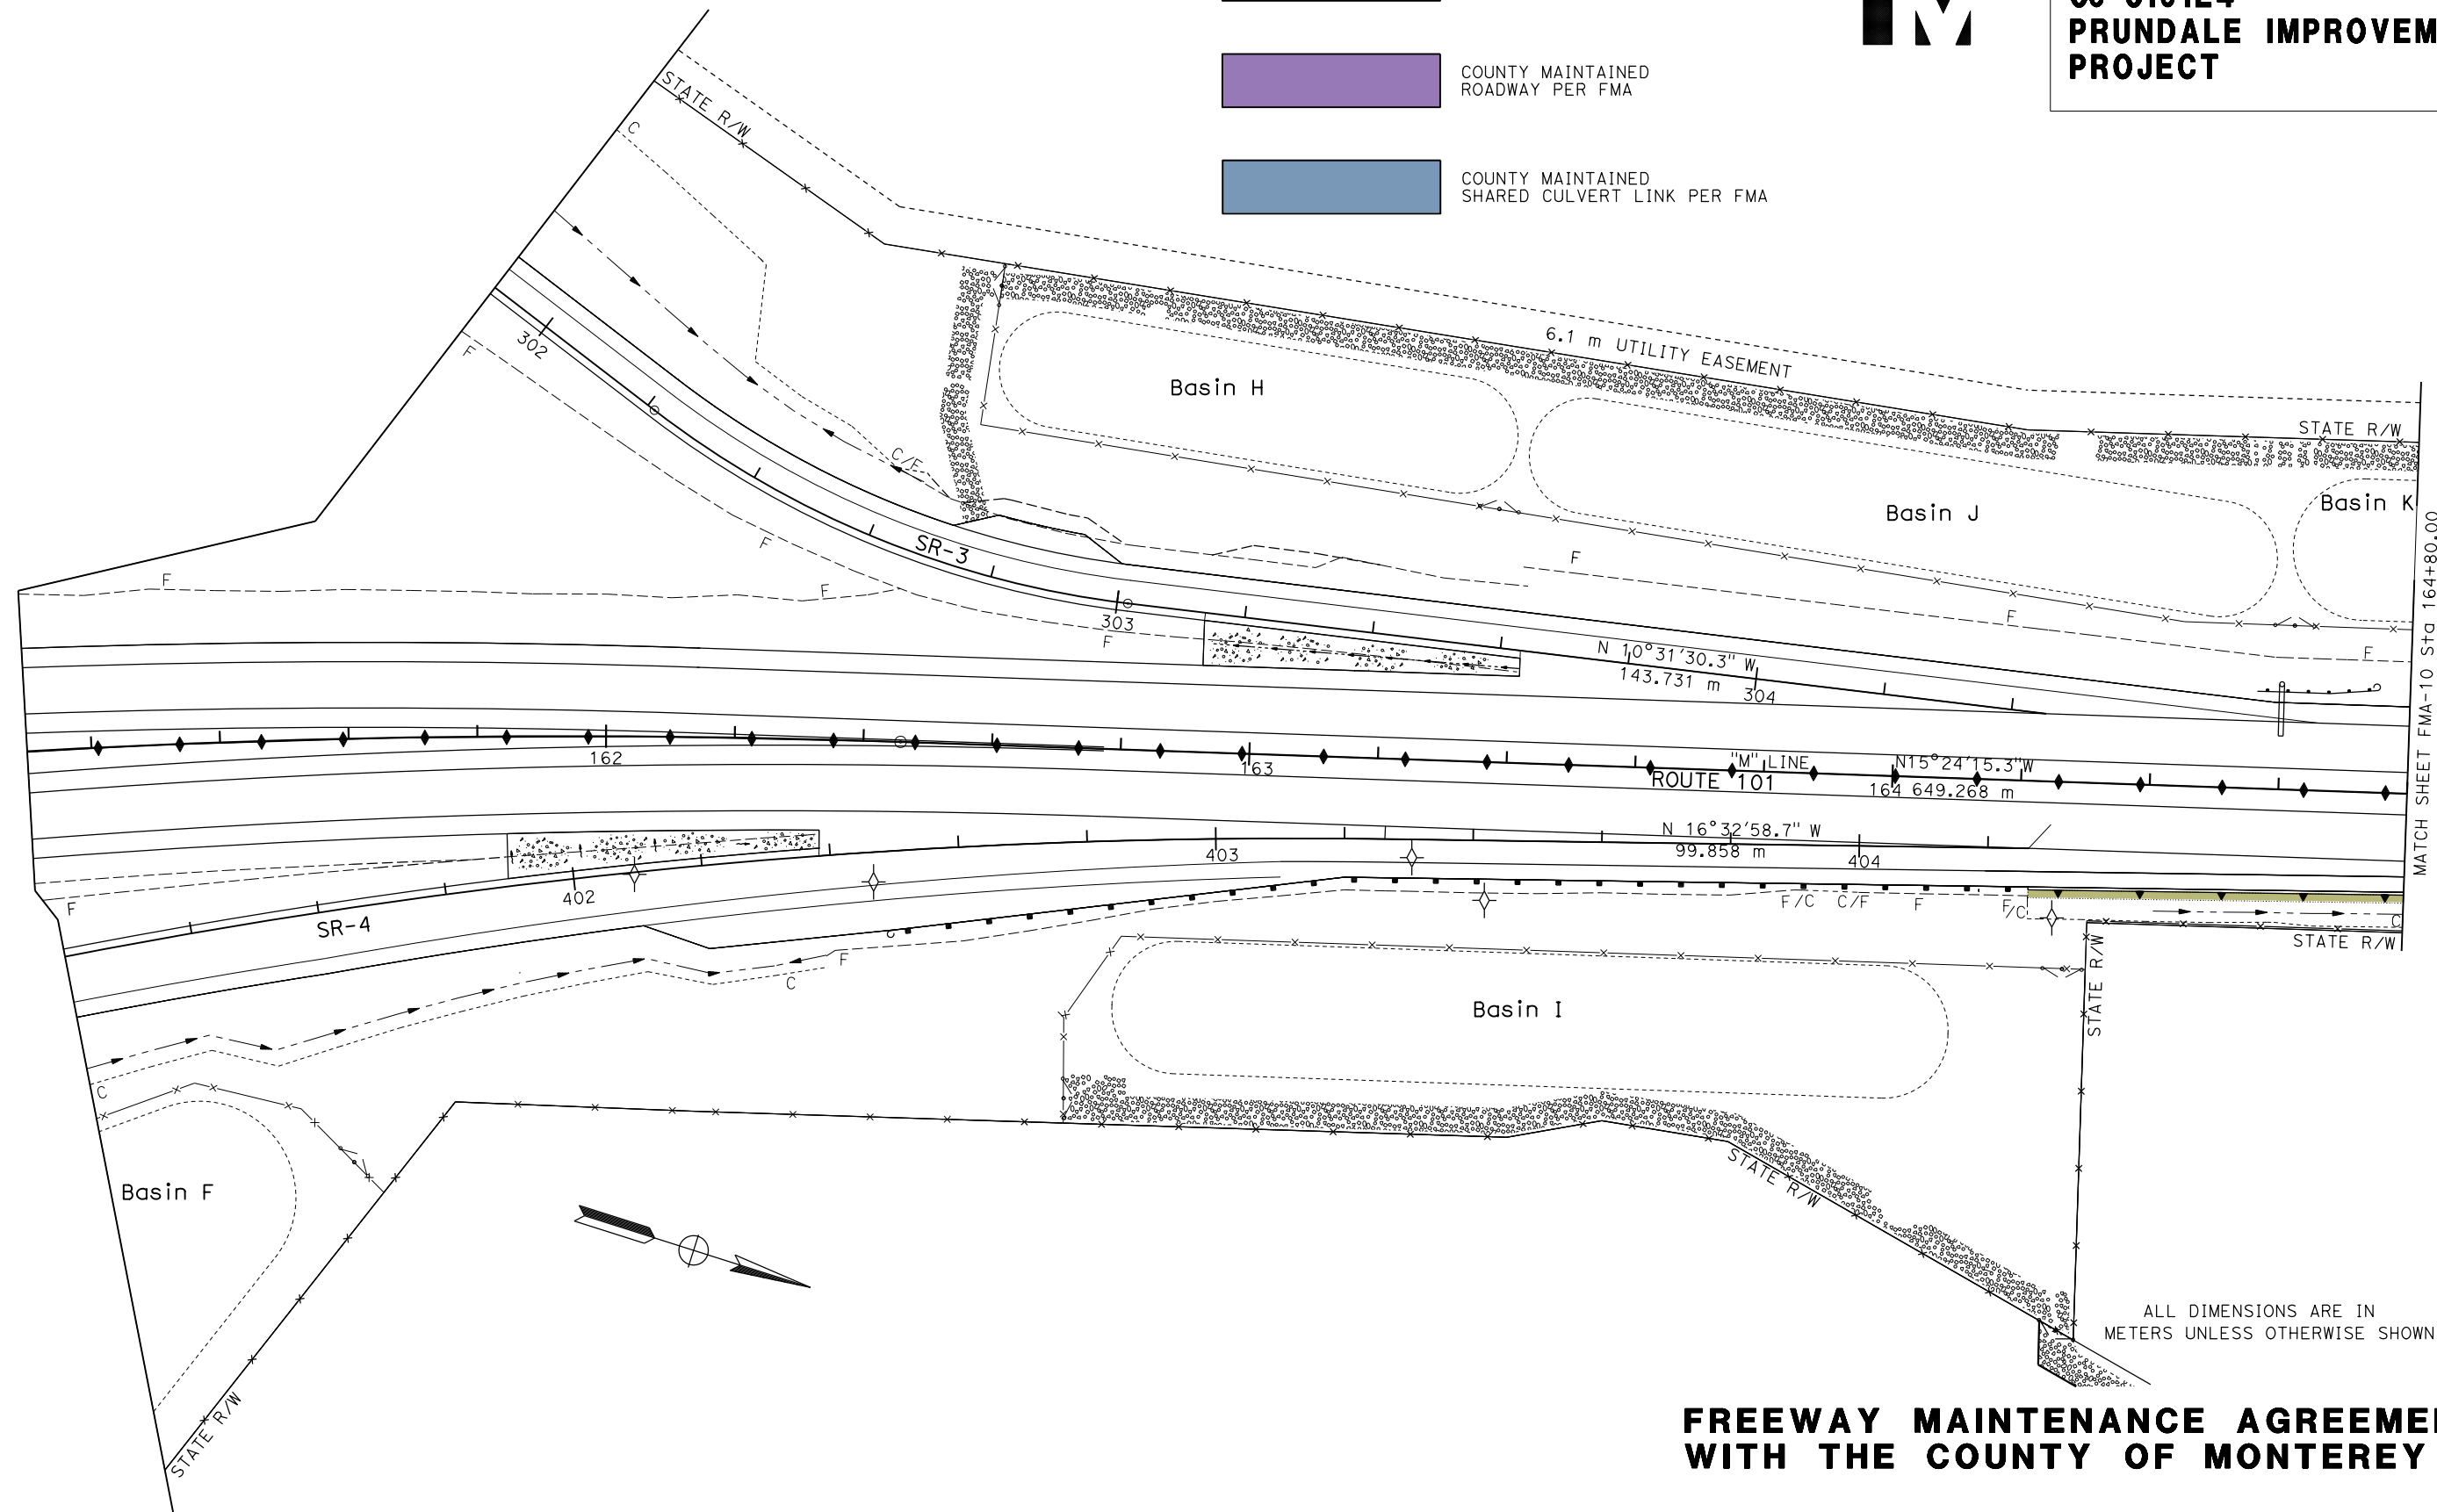 PRUNDALE IMPROVEM
PROJECT
COUNTY MAINTAINED
ROADWAY PER FMA
COUNTY MAINTAINED
SHARED CULVERT LINK PER FMA
STATE R/W
C
302
F
C/F
6.1 m UTILITY EASEMENT
Basin H
STATE R/W
Basin J
Basin K
SR-3
F
F
F
F
303
F
F
F
N 10°31'30.3" W
143.731 m
304
MATCH SHEET FMA-10 Sta 164+80.00
162
163
"M" LINE
ROUTE 101
N15°24'15.3"W
164 649.268 m
N 16°32'58.7" W
99.858 m
403
404
402
F
SR-4
F/C
C/F
F
F/C
C
STATE R/W
F
C
STATE R/W
Basin I
C
Basin F
STATE R/W
STATE R/W
ALL DIMENSIONS ARE IN
METERS UNLESS OTHERWISE SHOWN
FREEWAY MAINTENANCE AGREEME
WITH THE COUNTY OF MONTEREY